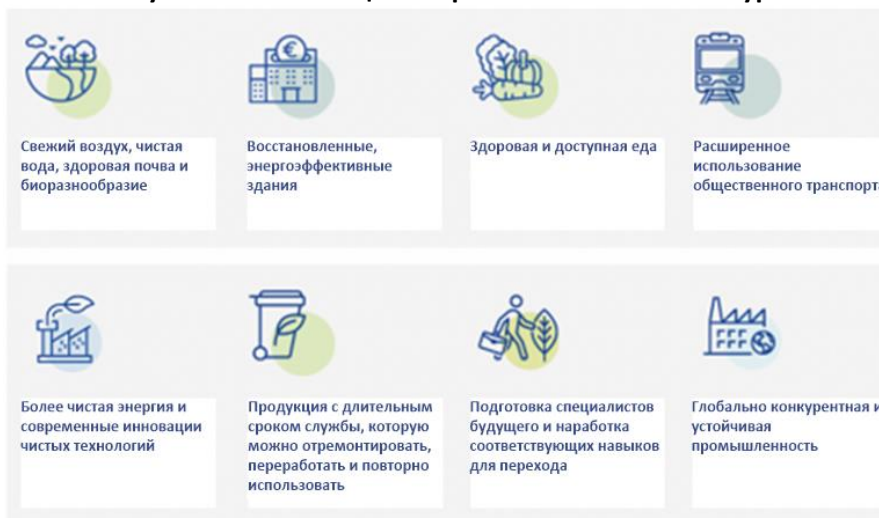 Свежий воздух, чистая
вода, здоровая почва и
биоразнообразие
Восстановленные,
энергоэффективные
здания
Здоровая и доступная еда
Расширенное
использование
общественного транспорт
€
Более чистая энергия и
современные инновации
чистых технологий
Продукция с длительным
сроком службы, которую
можно отремонтировать,
переработать и повторно
использовать
Подготовка специалистов
будущего и наработка
соответствующих навыков
для перехода
Глобально конкурентная и
устойчивая
промышленность